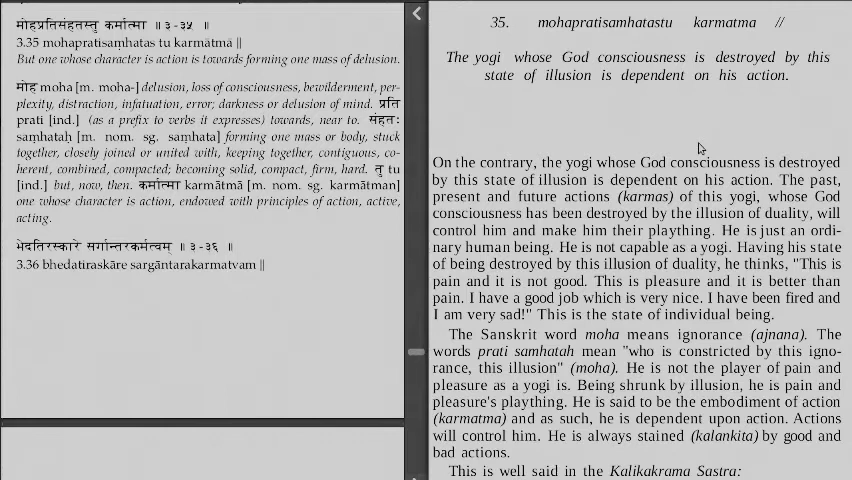 मोहप्रतिसंहतस्तु कर्मात्मा ॥ ३-३५ ॥
3.35 mohapratisaṃhatas tu karmātmā ||
But one whose character is action is towards forming one mass of delusion.
मोह moha [m. moha-] delusion, loss of consciousness, bewilderment, per-
plexity, distraction, infatuation, error; darkness or delusion of mind. प्रति
prati [ind.] (as a prefix to verbs it expresses) towards, near to. संहतः
saṃhataḥ [m. nom. sg. saṃhata] forming one mass or body, stuck
together, closely joined or united with, keeping together, contiguous, co-
herent, combined, compacted; becoming solid, compact, firm, hard. तु tu
[ind.] but, now, then. कर्मात्मा karmātmā [m. nom. sg. karmātman]
one whose character is action, endowed with principles of action, active,
acting.
भेदतिरस्कारे सर्गान्तरकर्मत्वम् ॥ ३-३६ ॥
3.36 bhedatiraskāre sargāntarakarmatvam ||
35. mohapratisamhatastu karmatma //
The yogi whose God consciousness is destroyed by this
state of illusion is dependent on his action.
On the contrary, the yogi whose God consciousness is destroyed
by this state of illusion is dependent on his action. The past,
present and future actions (karmas) of this yogi, whose God
consciousness has been destroyed by the illusion of duality, will
control him and make him their plaything. He is just an ordi-
nary human being. He is not capable as a yogi. Having his state
of being destroyed by this illusion of duality, he thinks, "This is
pain and it is not good. This is pleasure and it is better than
pain. I have a good job which is very nice. I have been fired and
I am very sad!" This is the state of individual being.
The Sanskrit word moha means ignorance (ajnana). The
words prati samhatah mean "who is constricted by this igno-
rance, this illusion" (moha). He is not the player of pain and
pleasure as a yogi is. Being shrunk by illusion, he is pain and
pleasure's plaything. He is said to be the embodiment of action
(karmatma) and as such, he is dependent upon action. Actions
will control him. He is always stained (kalankita) by good and
bad actions.
This is well said in the Kalikakrama Sastra: